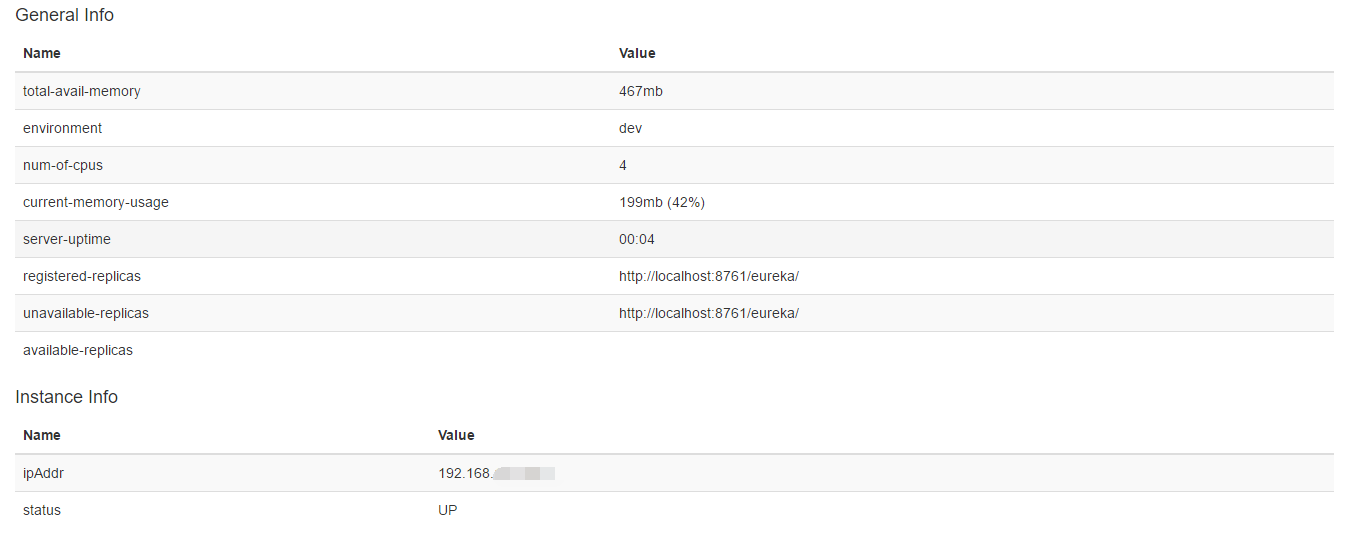 General Info
Name Value
total-avail-memory 467mb
environment dev
num-of-cpus 4
current-memory-usage 199mb (42%)
server-uptime 00:04
registered-replicas http://localhost:8761/eureka/
unavailable-replicas http://localhost:8761/eureka/
available-replicas
Instance Info
Name Value
ipAddr 192.168.
status UP